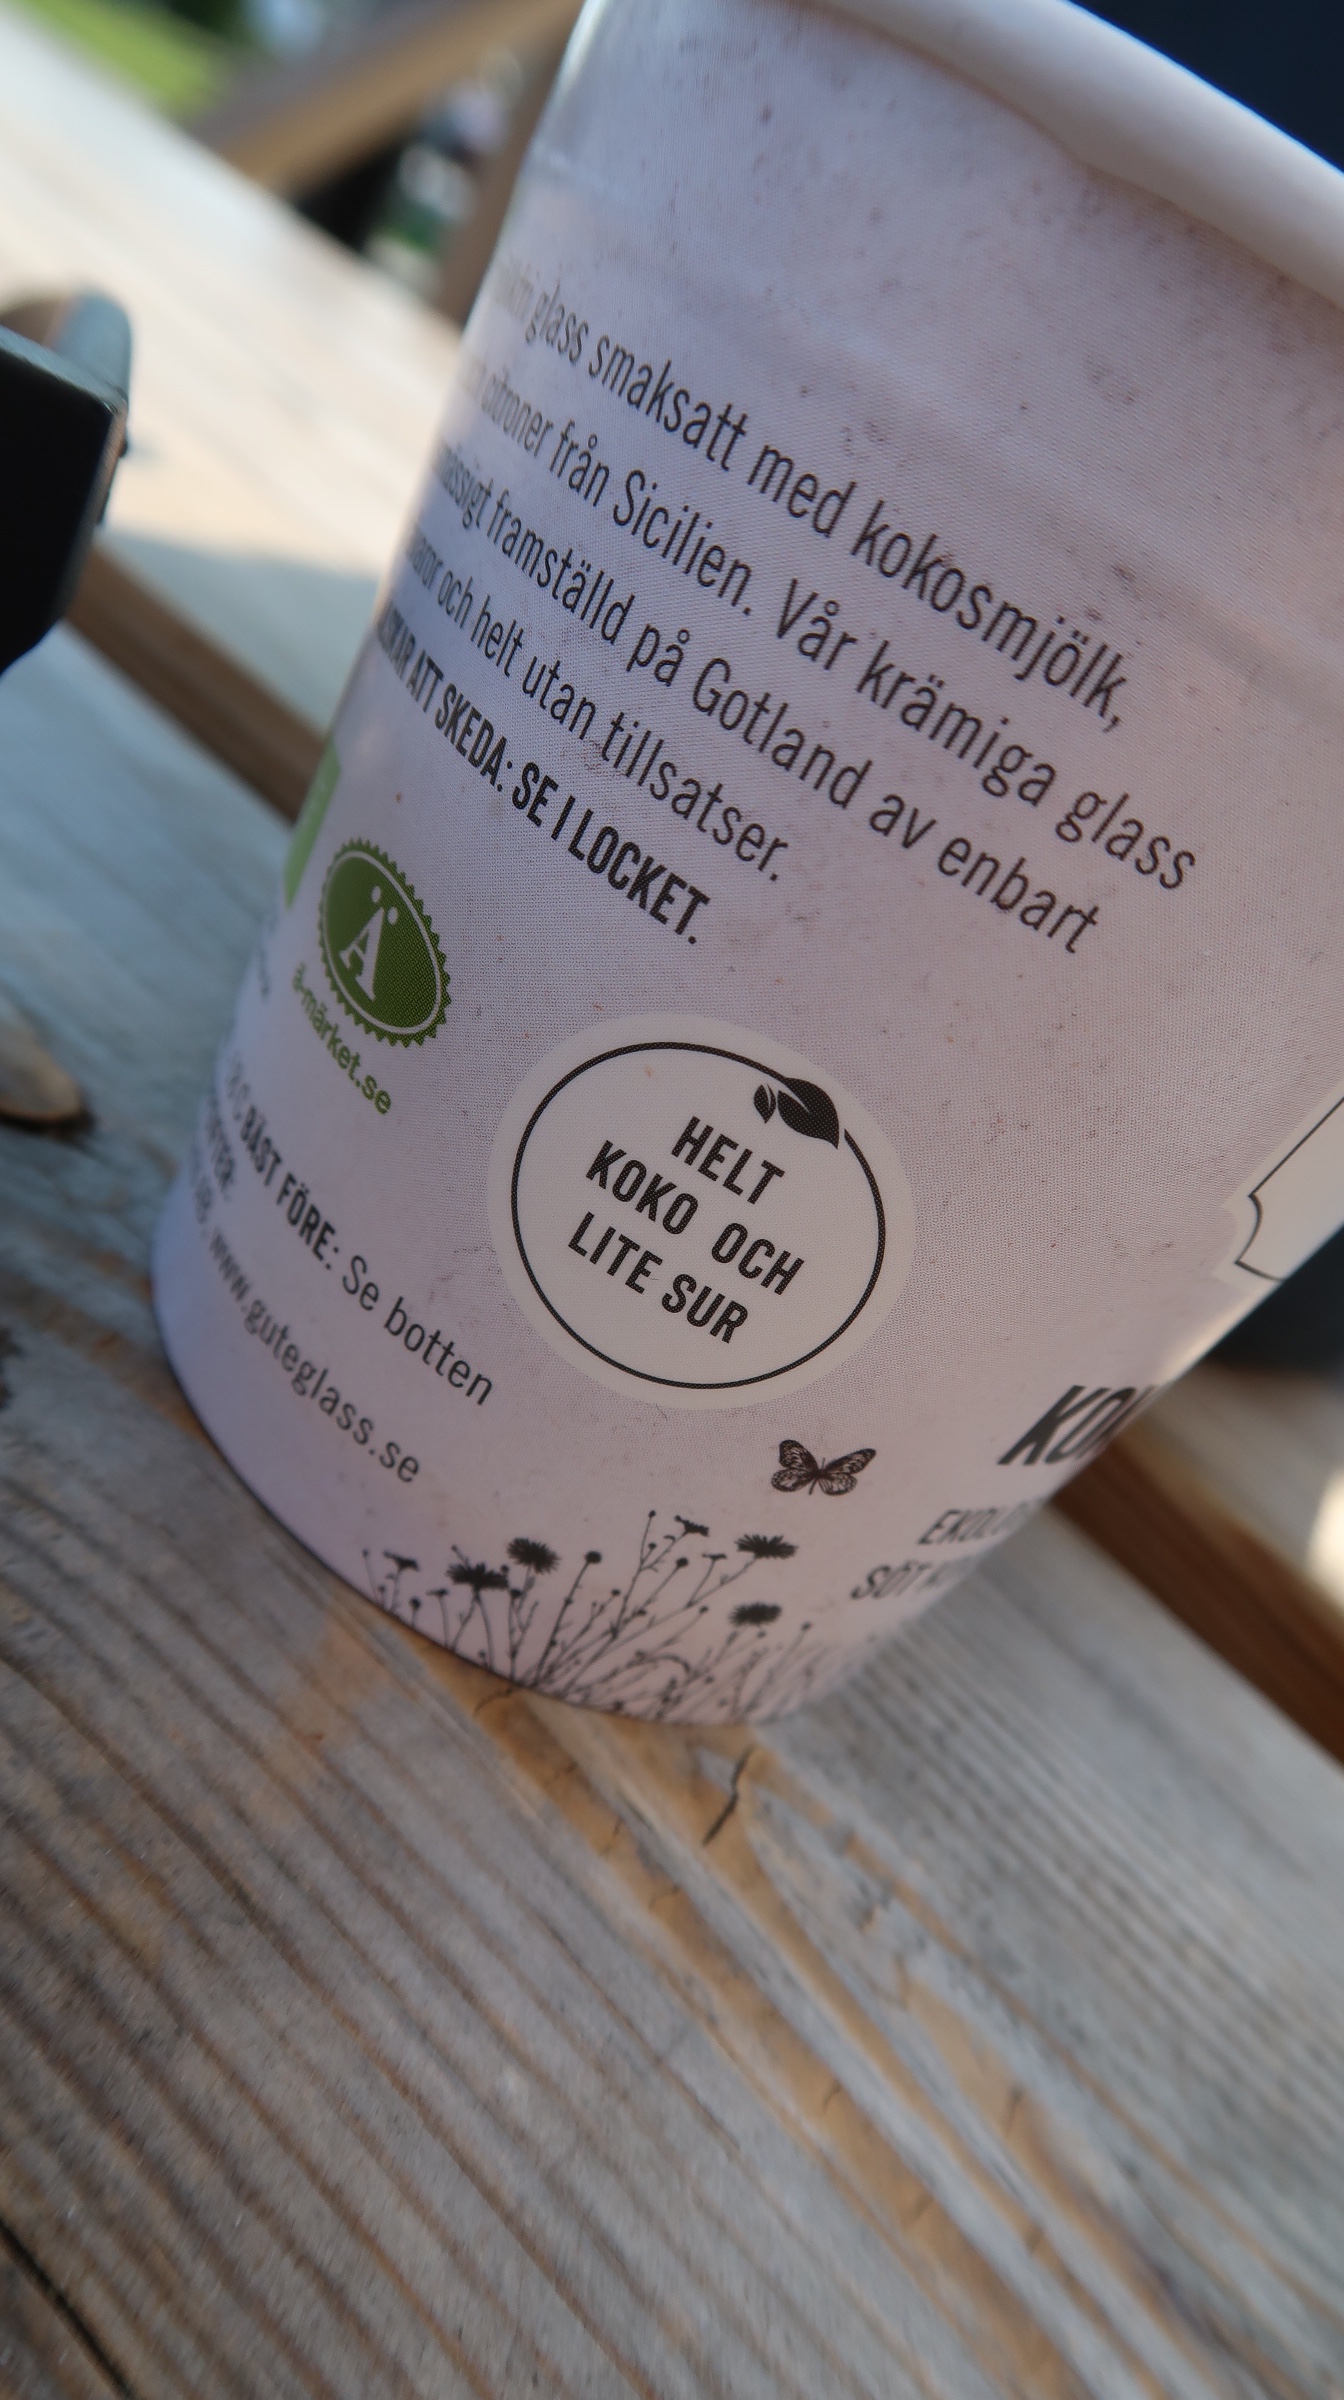 glass smaksatt med kokosmjölk,
citroner från Sicilien. Vår krämiga glass
framställd på Gotland av enbart
och helt utan tillsatser.
ATT SKEDA: SE I LOCKET.
Ä
ä-märket.se
BÄST FÖRE: Se botten
www.guteglass.se
HELT
KOKO OCH
LITE SUR